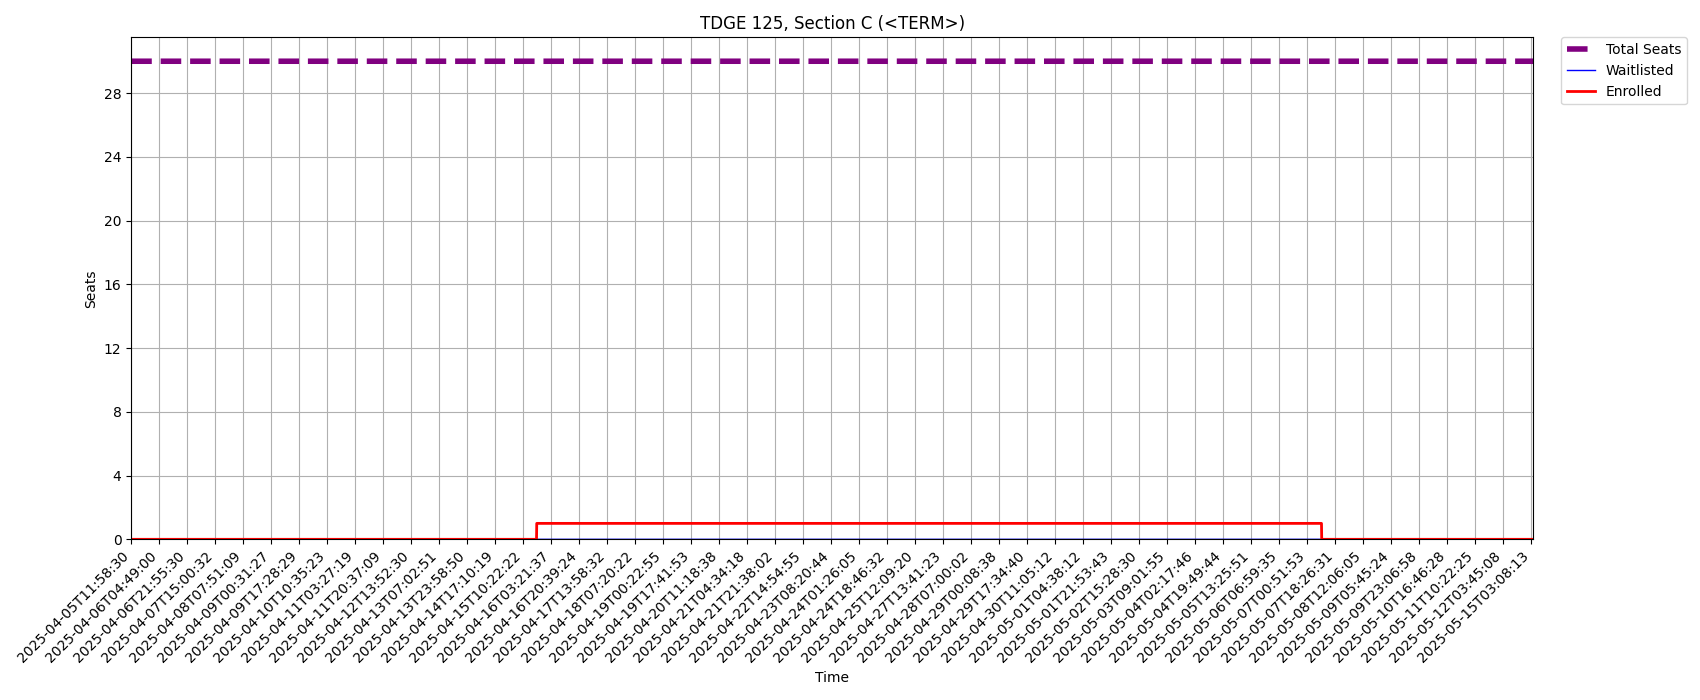 TDGE 125, Section C (<TERM>)
Total Seats
Waitlisted
Enrolled
Seats
28
24
20
16
12
8
4
0
2025-04-05T11:58:30
2025-04-06T04:49:00
2025-04-06T21:55:30
2025-04-07T15:00:32
2025-04-08T07:51:09
2025-04-09T00:31:27
2025-04-09T17:28:29
2025-04-10T10:35:23
2025-04-11T03:27:19
2025-04-11T20:37:09
2025-04-12T13:52:30
2025-04-13T07:02:51
2025-04-13T23:58:50
2025-04-14T17:10:19
2025-04-15T10:22:22
2025-04-16T03:21:37
2025-04-16T20:39:24
2025-04-17T13:58:32
2025-04-18T07:20:22
2025-04-19T00:22:55
2025-04-19T17:41:53
2025-04-20T11:18:38
2025-04-21T04:34:18
2025-04-21T21:38:02
2025-04-22T14:54:55
2025-04-23T08:20:44
2025-04-24T01:26:05
2025-04-24T18:46:32
2025-04-25T12:09:20
2025-04-27T13:41:23
2025-04-28T07:00:02
2025-04-29T00:08:38
2025-04-29T17:34:40
2025-04-30T11:05:12
2025-05-01T04:38:12
2025-05-01T21:53:43
2025-05-02T15:28:30
2025-05-03T09:01:55
2025-05-04T02:17:46
2025-05-04T19:49:44
2025-05-05T13:25:51
2025-05-06T06:59:35
2025-05-07T00:51:53
2025-05-07T18:26:31
2025-05-08T12:06:05
2025-05-09T05:45:24
2025-05-09T23:06:58
2025-05-10T16:46:28
2025-05-11T10:22:25
2025-05-12T03:45:08
2025-05-15T03:08:13
Time